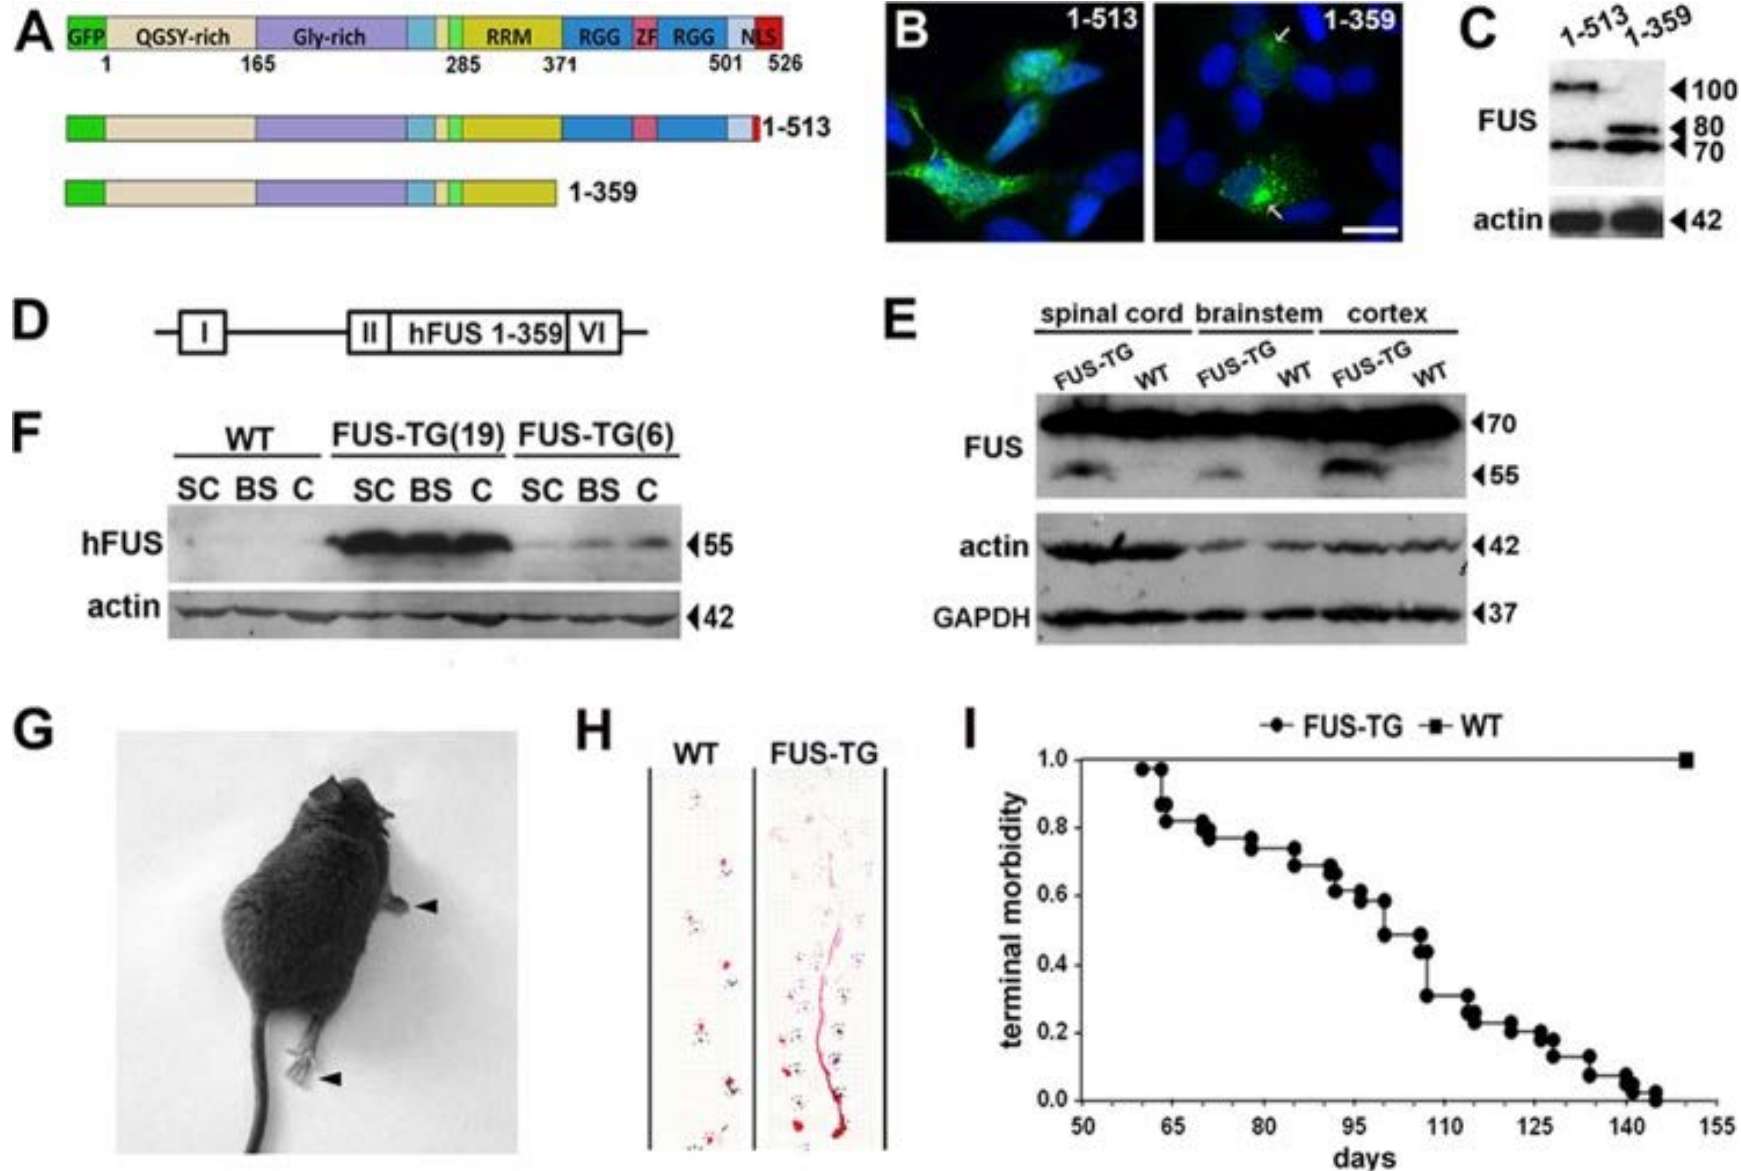 A
GFP QGSY-rich Gly-rich RRM RGG ZF RGG NLS
1 165 285 371 501 526
1-513
1-359
B
1-513
1-359
C
1-513 1-359
FUS
100
80
70
actin
42
D
I II hFUS 1-359 VI
E
spinal cord brainstem cortex
FUS-TG WT FUS-TG WT FUS-TG WT
FUS
70
55
actin
42
GAPDH
37
F
WT FUS-TG(19) FUS-TG(6)
SC BS C SC BS C SC BS C
hFUS
55
actin
42
G
H
WT FUS-TG
I
FUS-TG WT
terminal morbidity
1.0
0.8
0.6
0.4
0.2
0.0
50 65 80 95 110 125 140 155
days